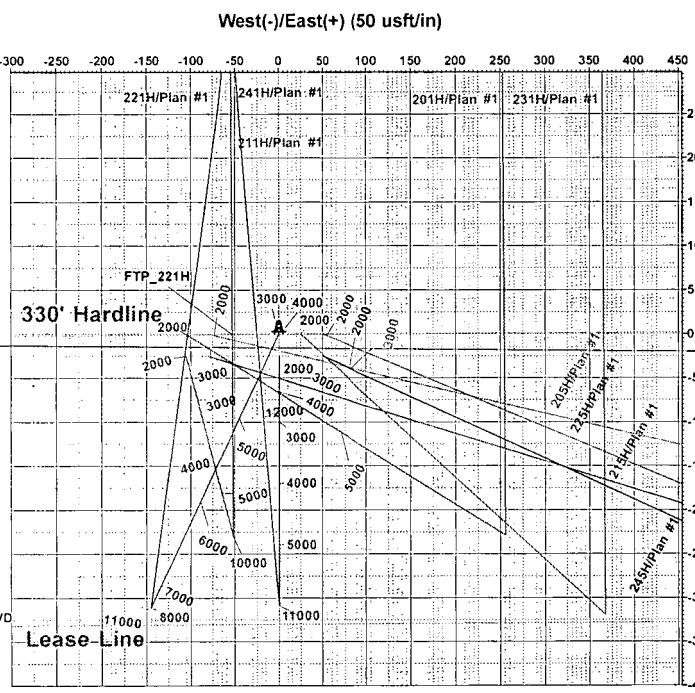 West(-)/East(+) (50 usft/in)
-300 -250 -200 -150 -100 -50 0 50 100 150 200 250 300 350 400 450
221H/Plan #1
241H/Plan #1
201H/Plan #1
231H/Plan #1
211H/Plan #1
FTP_221H
330' Hardline
2000
2000
3000
4000
A
2000
2000
2000
3000
2000
3000
3000
2000
3000
4000
12000
3000
205H/Plan #1
225H/Plan #1
215H/Plan #1
245H/Plan #1
4000
5000
5000
4000
5000
6000
10000
5000
7000
8000
11000
11000
Lease Line